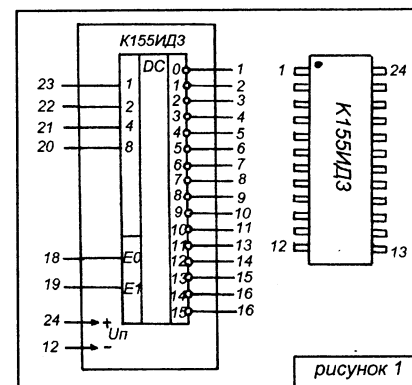 К155ИД3
DC 0 1
23 1 1 2
22 2 2 3
3 4
21 4 4 5
20 8 5 6
6 7
7 8
8 9
9 10
10 11
11 13
18 E0 12 14
13 15
19 E1 14 16
15 16
24 +
Uп
12 −
1 24
К155ИД3
12 13
рисунок 1